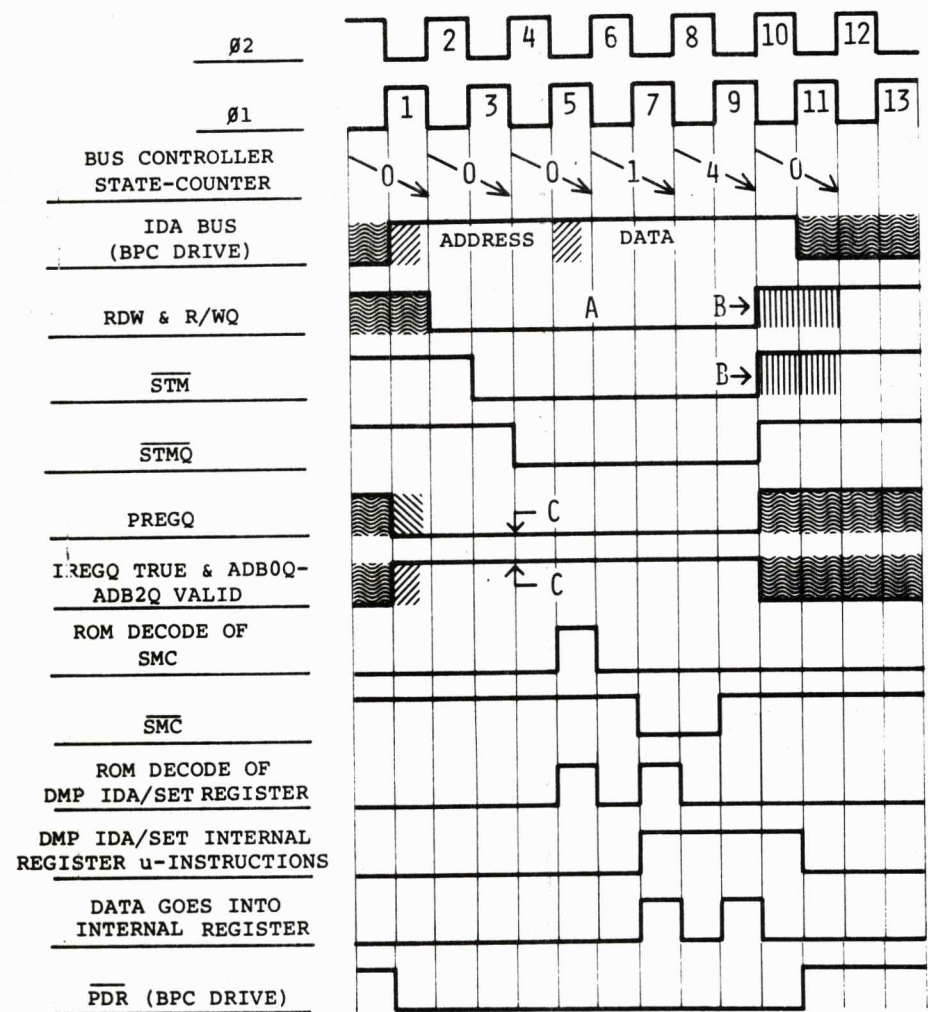 Ø2
2 4 6 8 10 12
Ø1
1 3 5 7 9 11 13
BUS CONTROLLER
STATE-COUNTER
0 0 0 1 4 0
IDA BUS
(BPC DRIVE)
ADDRESS DATA
RDW & R/WQ
A B→
STM
B→
STMQ
PREGQ
C
IREGQ TRUE & ADB0Q-
ADB2Q VALID
C
ROM DECODE OF
SMC
SMC
ROM DECODE OF
DMP IDA/SET REGISTER
DMP IDA/SET INTERNAL
REGISTER u-INSTRUCTIONS
DATA GOES INTO
INTERNAL REGISTER
PDR (BPC DRIVE)